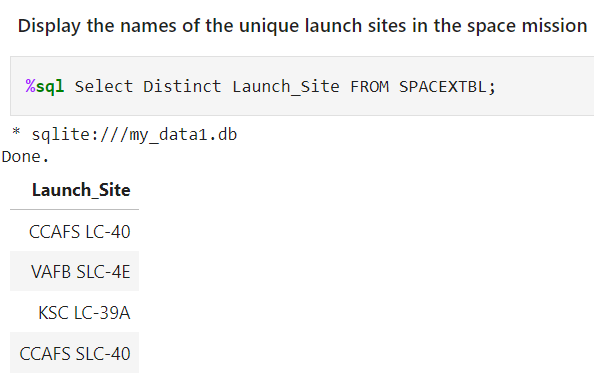 Display the names of the unique launch sites in the space mission
%sql Select Distinct Launch_Site FROM SPACEXTBL;
* sqlite:///my_data1.db
Done.
Launch_Site
CCAFS LC-40
VAFB SLC-4E
KSC LC-39A
CCAFS SLC-40